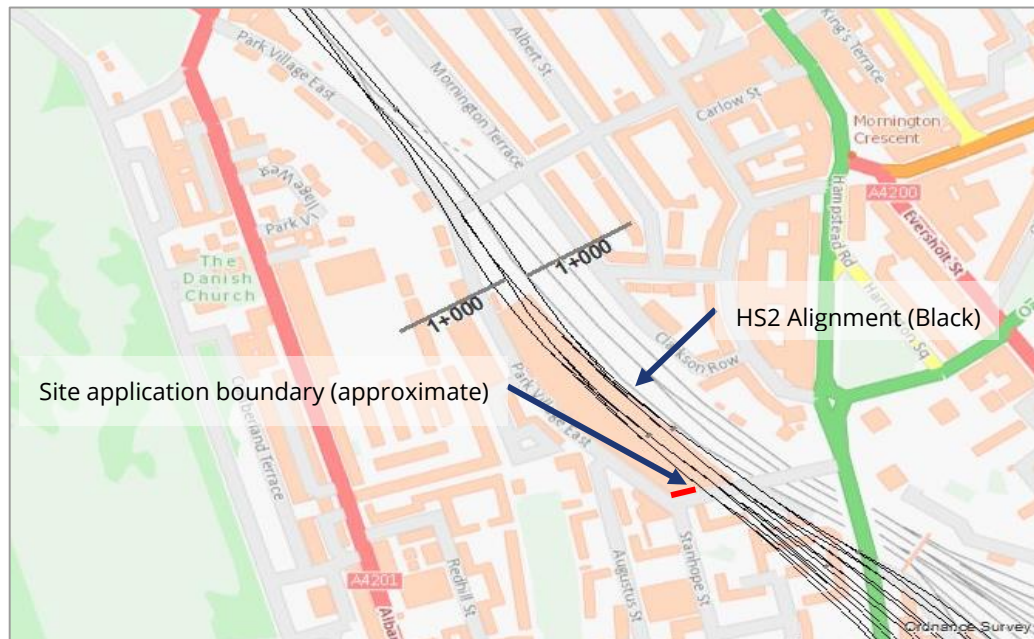 Park Village East
Albert St
King's Terrace
Mornington Terrace
Carlow St
Mornington
Crescent
A4200
Park Village West
Hampstead Rd
Eversholt St
The
Danish
Church
1+000
1+000
HS2 Alignment (Black)
Harrington Sq
Clarkson Row
Site application boundary (approximate)
Park Village East
Cumberland Terrace
A4201
Redhill St
Augustus St
Stanhope St
Alba
Ordnance Survey